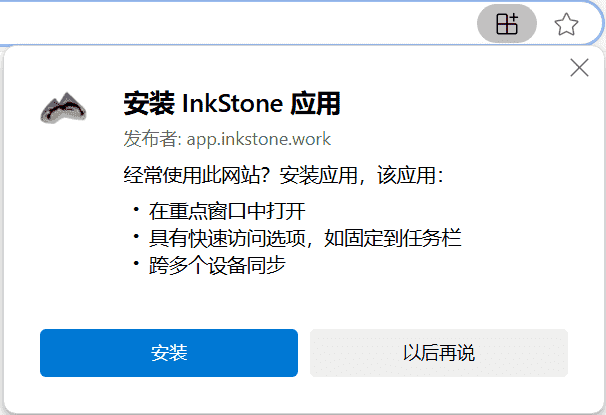 安装 InkStone 应用
发布者: app.inkstone.work
经常使用此网站？安装应用，该应用：
• 在重点窗口中打开
• 具有快速访问选项，如固定到任务栏
• 跨多个设备同步
安装
以后再说